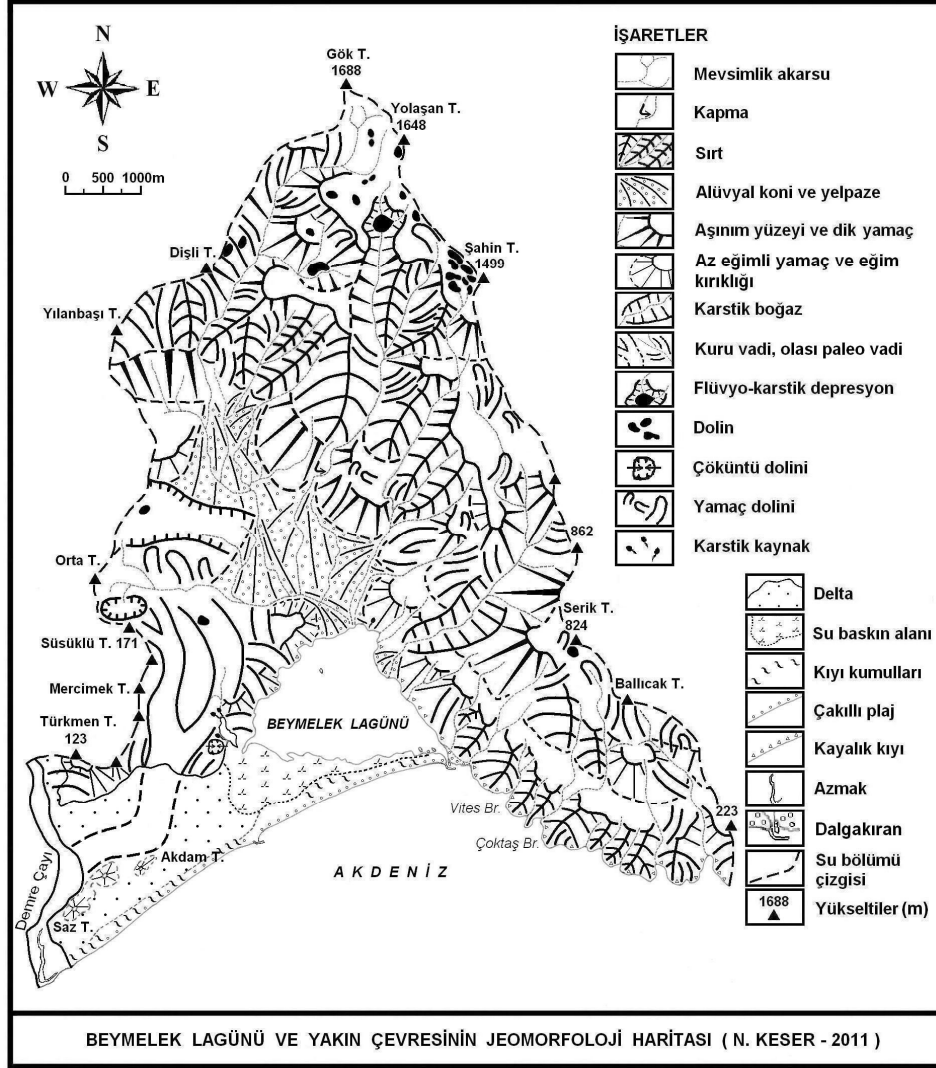 N
W E
S
0 500 1000m
Gök T.
1688
Yolaşan T.
1648
Dişli T.
Şahin T.
1499
Yılanbaşı T.
862
Orta T.
Süsüklü T. 171
Serik T.
824
Mercimek T.
Ballıcak T.
Türkmen T.
123
BEYMELEK LAGÜNÜ
Vites Br.
223
Çoktaş Br.
Akdam T.
AKDENİZ
Demre Çayı
Saz T.
İŞARETLER
Mevsimlik akarsu
Kapma
Sırt
Alüvyal koni ve yelpaze
Aşınım yüzeyi ve dik yamaç
Az eğimli yamaç ve eğim
kırıklığı
Karstik boğaz
Kuru vadi, olası paleo vadi
Flüvyo-karstik depresyon
Dolin
Çöküntü dolini
Yamaç dolini
Karstik kaynak
Delta
Su baskın alanı
Kıyı kumulları
Çakıllı plaj
Kayalık kıyı
Azmak
Dalgakıran
Su bölümü
çizgisi
1688
Yükseltiler (m)
BEYMELEK LAGÜNÜ VE YAKIN ÇEVRESİNİN JEOMORFOLOJİ HARİTASI ( N. KESER - 2011 )